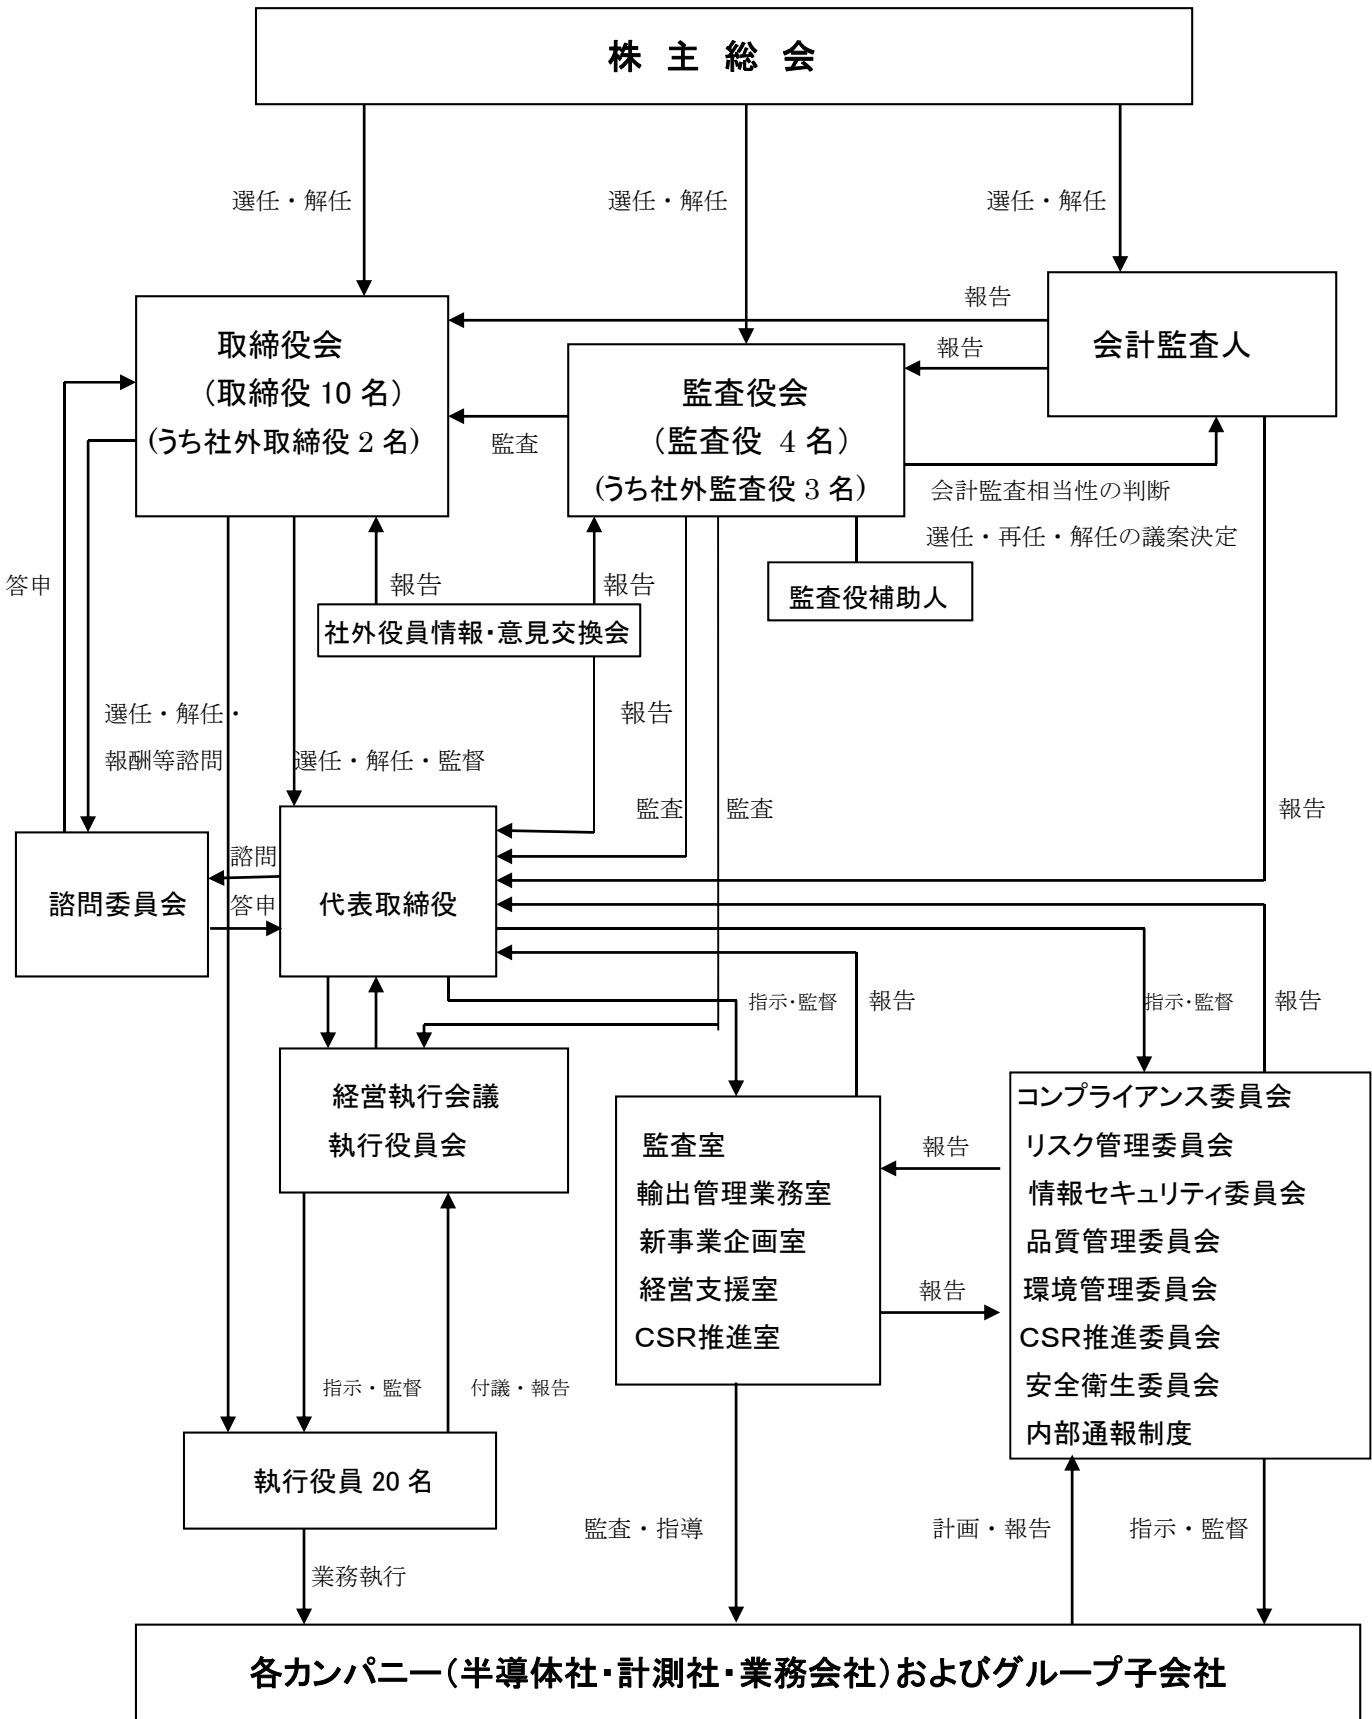 株 主 総 会
選任・解任
選任・解任
選任・解任
報告
取締役会
（取締役 10 名）
(うち社外取締役 2 名)
監査役会
（監査役 4 名）
(うち社外監査役 3 名)
報告
会計監査人
監査
会計監査相当性の判断
選任・再任・解任の議案決定
答申
報告
報告
監査役補助人
社外役員情報・意見交換会
選任・解任・
報酬等諮問
選任・解任・監督
報告
監査
監査
報告
諮問
諮問委員会
答申
代表取締役
指示・監督
報告
指示・監督
報告
経営執行会議
執行役員会
監査室
輸出管理業務室
新事業企画室
経営支援室
CSR推進室
報告
報告
コンプライアンス委員会
リスク管理委員会
情報セキュリティ委員会
品質管理委員会
環境管理委員会
CSR推進委員会
安全衛生委員会
内部通報制度
指示・監督
付議・報告
執行役員 20 名
業務執行
監査・指導
計画・報告
指示・監督
各カンパニー（半導体社・計測社・業務会社）およびグループ子会社